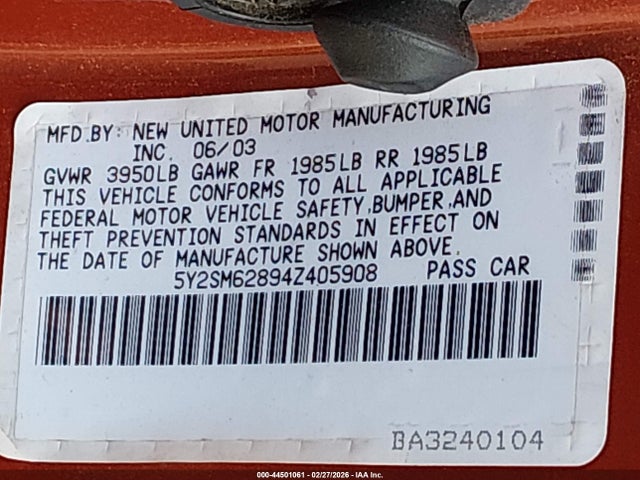 MFD.BY: NEW UNITED MOTOR MANUFACTURING
INC. 06/03
GVWR 3950LB GAWR FR 1985LB RR 1985LB
THIS VEHICLE CONFORMS TO ALL APPLICABLE
FEDERAL MOTOR VEHICLE SAFETY,BUMPER,AND
THEFT PREVENTION STANDARDS IN EFFECT ON
THE DATE OF MANUFACTURE SHOWN ABOVE.
5Y2SM62894Z405908 PASS CAR
BA3240104
000-44501061 - 02/27/2026 - IAA Inc.